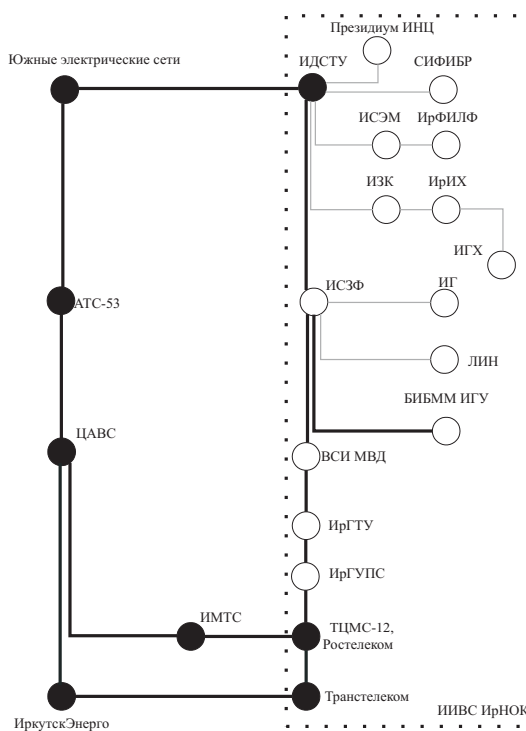 Президиум ИНЦ
Южные электрические сети
ИДСТУ
СИФИБР
ИСЭМ
ИрФИЛФ
ИЗК
ИрИХ
ИГХ
ИСЗФ
ИГ
АТС-53
ЛИН
БИБММ ИГУ
ЦАВС
ВСИ МВД
ИрГТУ
ИрГУПС
ИМТС
ТЦМС-12,
Ростелеком
Транстелеком
ИркутскЭнерго
ИИВС ИрНОК